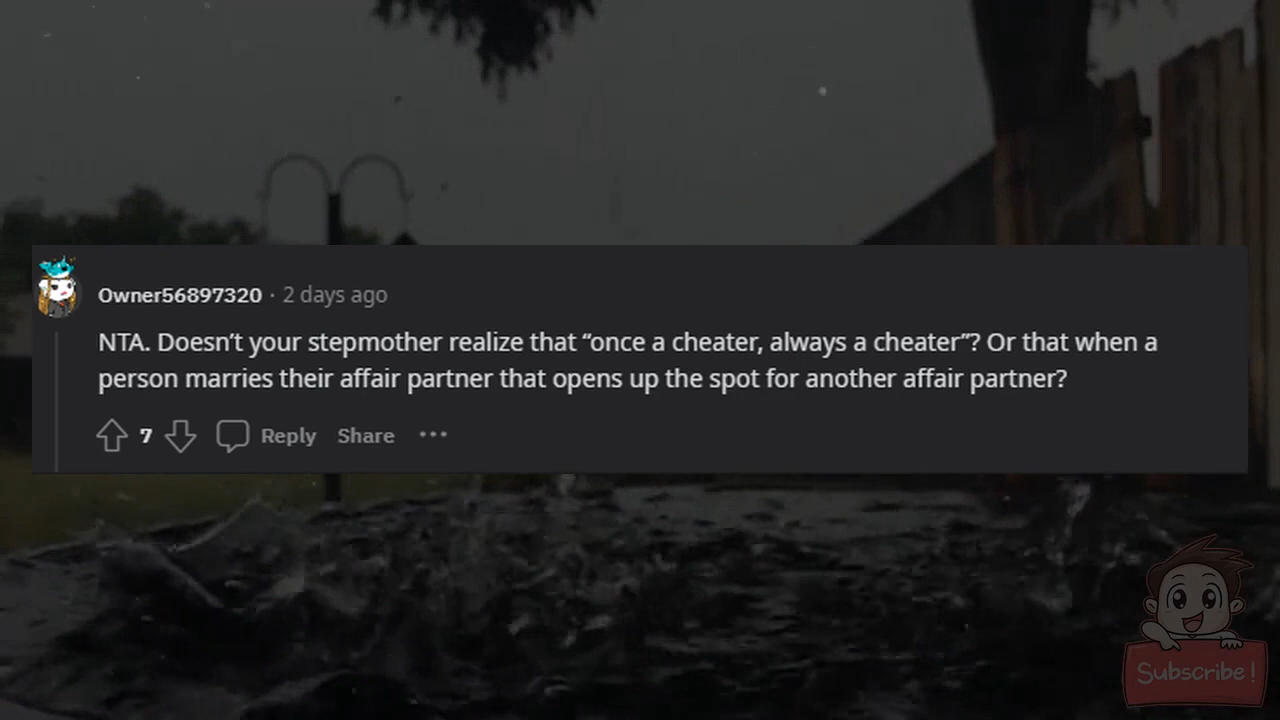 Owner56897320 · 2 days ago
NTA. Doesn’t your stepmother realize that “once a cheater, always a cheater”? Or that when a
person marries their affair partner that opens up the spot for another affair partner?
7 Reply Share ···
Subscribe!